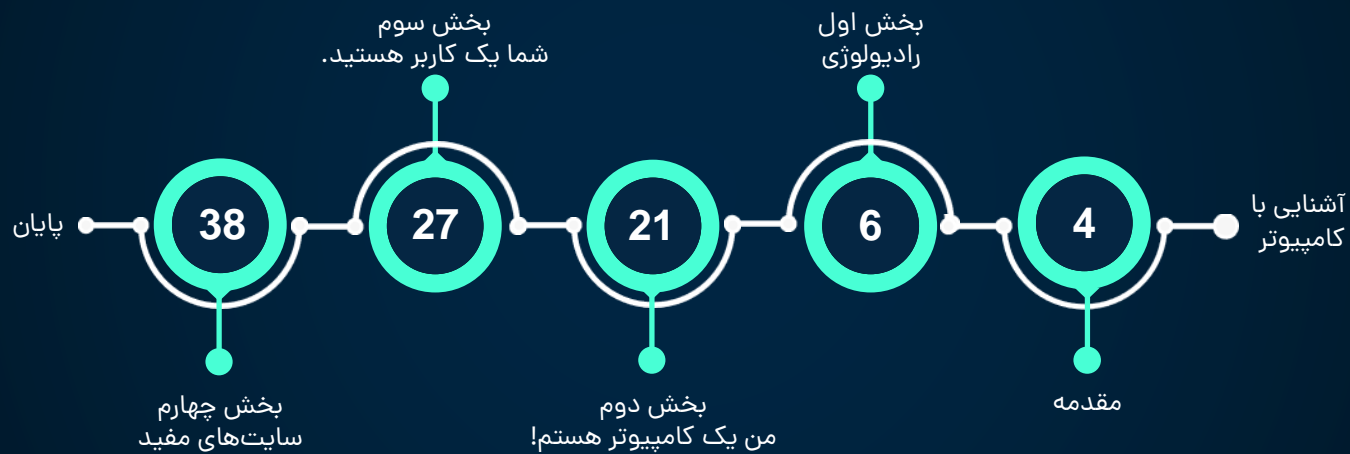 آشنایی با
کامپیوتر
4
مقدمه
بخش اول
رادیولوژی
6
21
بخش دوم
من یک کامپیوتر هستم!
بخش سوم
شما یک کاربر هستید.
27
38
بخش چهارم
سایت‌های مفید
پایان